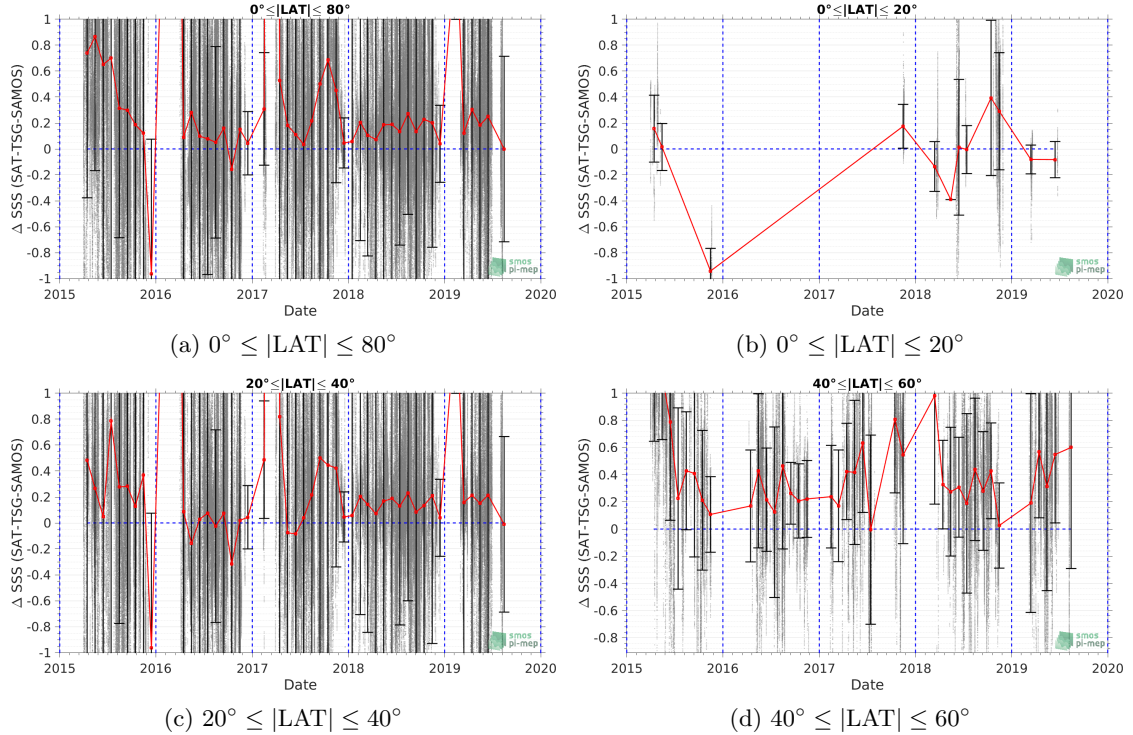 0°≤|LAT|≤ 80°
Δ SSS (SAT-TSG-SAMOS)
1
0.8
0.6
0.4
0.2
0
-0.2
-0.4
-0.6
-0.8
-1
smos
pi-mep
2015 2016 2017 2018 2019 2020
Date
(a) 0° ≤ |LAT| ≤ 80°
0°≤|LAT|≤ 20°
Δ SSS (SAT-TSG-SAMOS)
1
0.8
0.6
0.4
0.2
0
-0.2
-0.4
-0.6
-0.8
-1
smos
pi-mep
2015 2016 2017 2018 2019 2020
Date
(b) 0° ≤ |LAT| ≤ 20°
20°≤|LAT|≤ 40°
Δ SSS (SAT-TSG-SAMOS)
1
0.8
0.6
0.4
0.2
0
-0.2
-0.4
-0.6
-0.8
-1
smos
pi-mep
2015 2016 2017 2018 2019 2020
Date
(c) 20° ≤ |LAT| ≤ 40°
40°≤|LAT|≤ 60°
Δ SSS (SAT-TSG-SAMOS)
1
0.8
0.6
0.4
0.2
0
-0.2
-0.4
-0.6
-0.8
smos
pi-mep
2015 2016 2017 2018 2019 2020
Date
(d) 40° ≤ |LAT| ≤ 60°